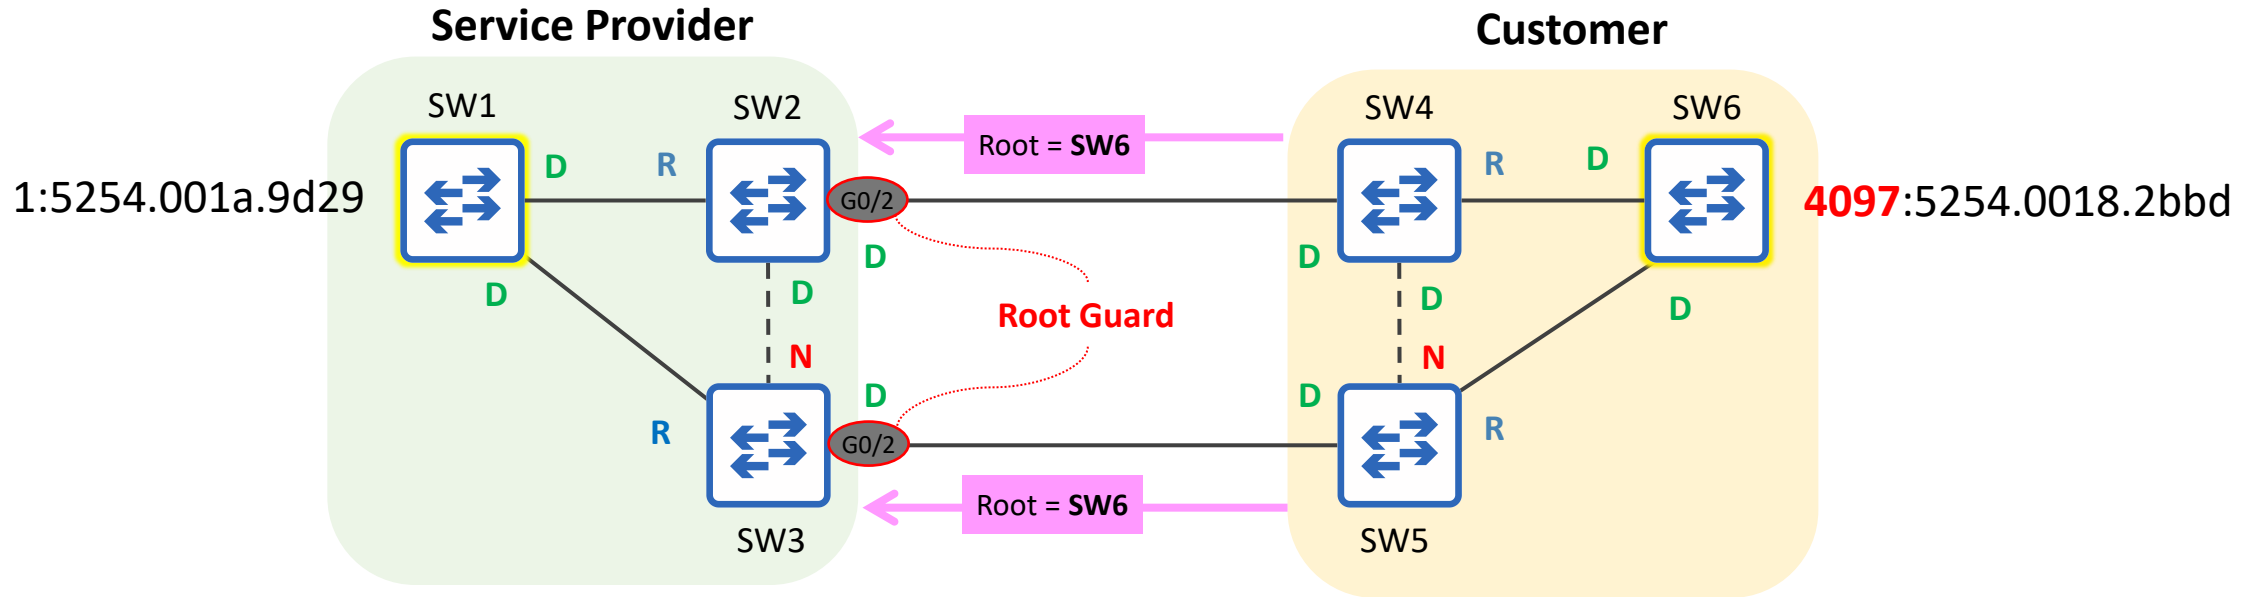 Service Provider
Customer
SW1
SW2
SW4
SW6
Root = SW6
D
R
R
D
1:5254.001a.9d29
G0/2
4097:5254.0018.2bbd
D
D
D
D
D
D
Root Guard
N
N
D
D
R
G0/2
R
Root = SW6
SW3
SW5